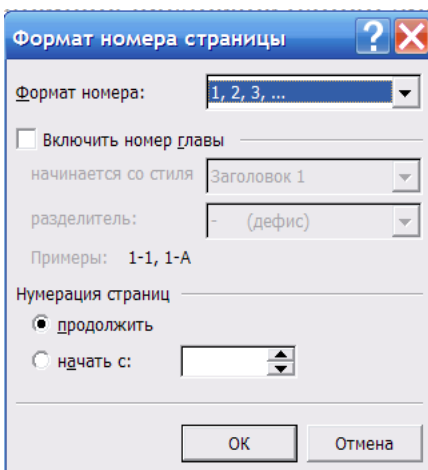 Формат номера страницы
Формат номера: 1, 2, 3, ...
Включить номер главы
начинается со стиля Заголовок 1
разделитель: - (дефис)
Примеры: 1-1, 1-A
Нумерация страниц
продолжить
начать с:
ОК Отмена